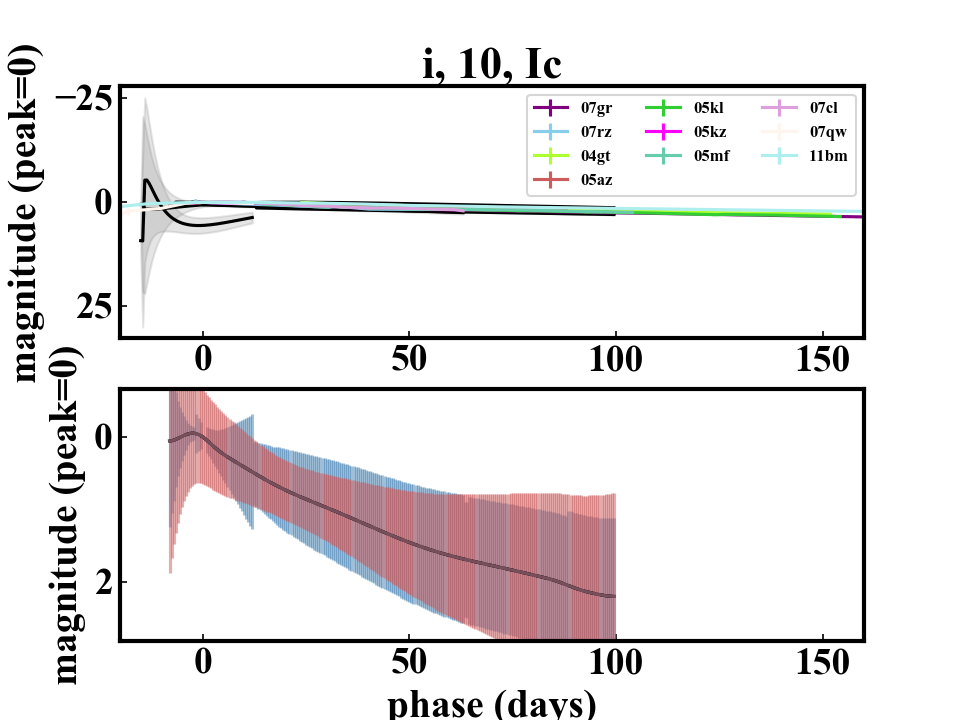 i, 10, Ic
magnitude (peak=0)
−25
0
25
07gr 05kl 07cl
07rz 05kz 07qw
04gt 05mf 11bm
05az
0 50 100 150
magnitude (peak=0)
0
2
0 50 100 150
phase (days)